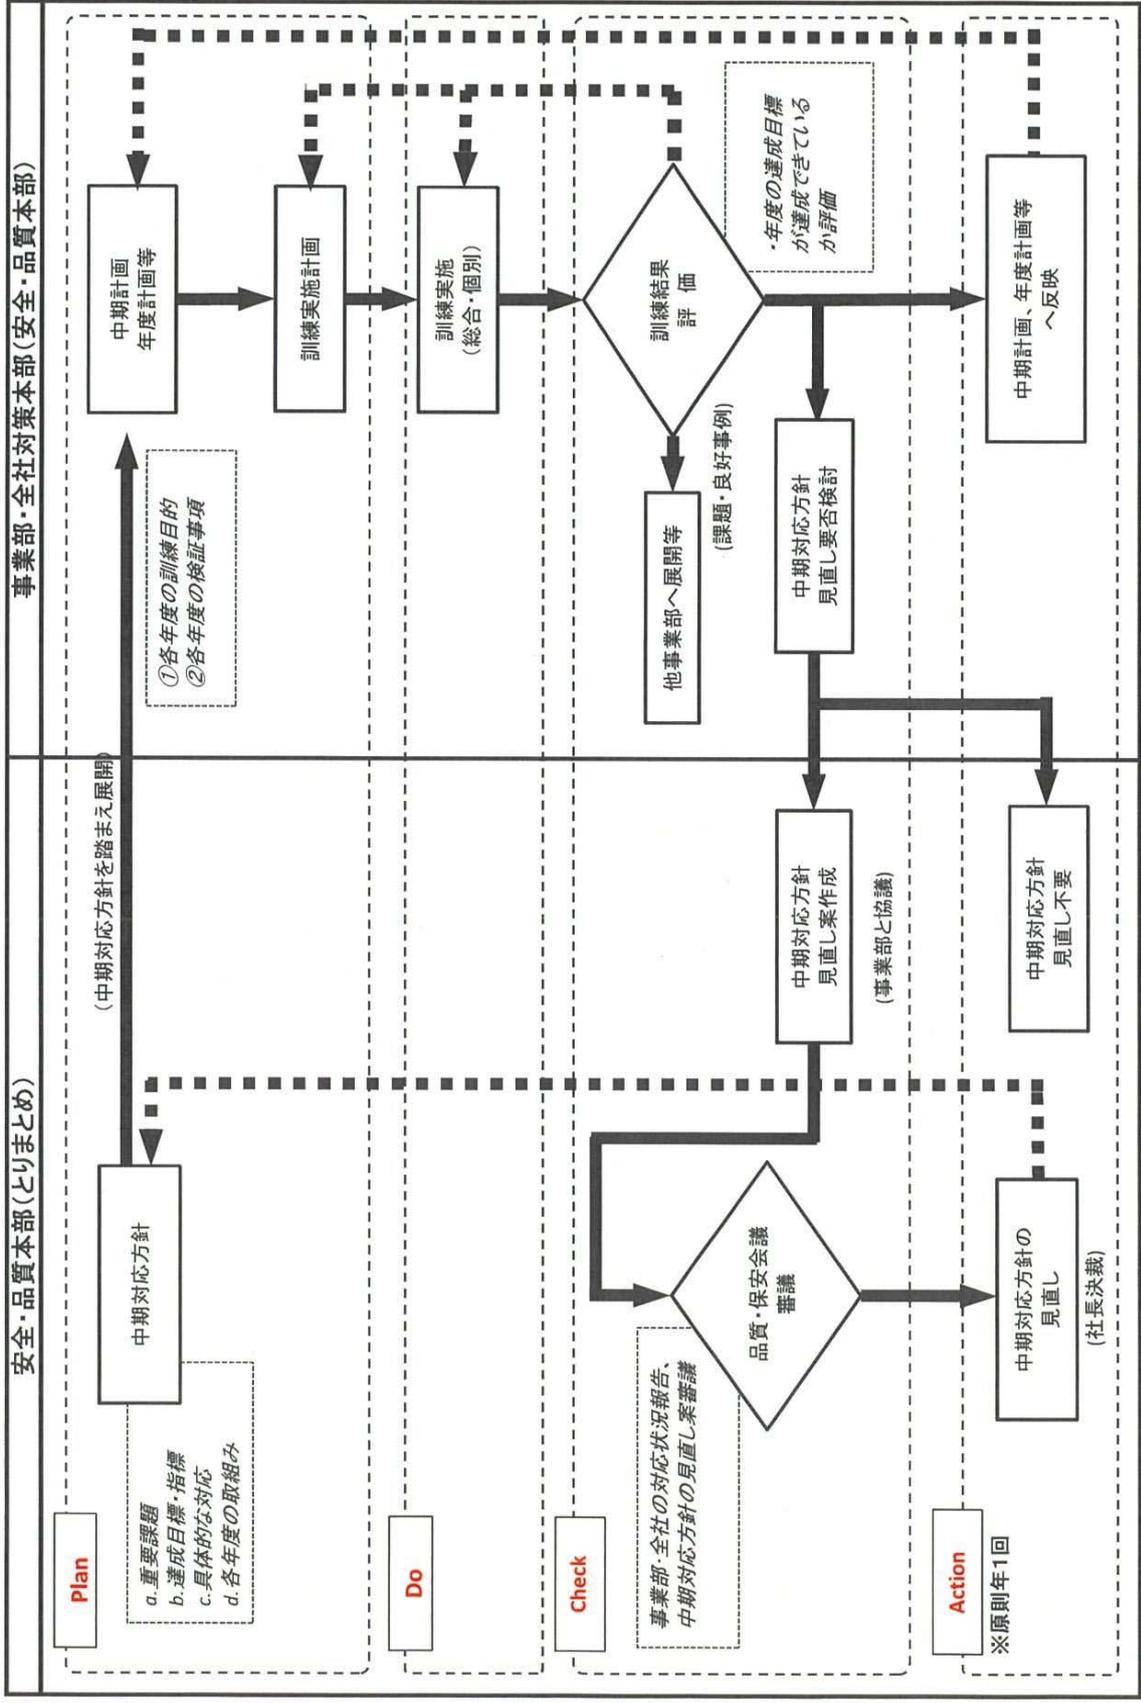 安全・品質本部（とりまとめ）
事業部・全社対策本部（安全・品質本部）
Plan
a.重要課題
b.達成目標・指標
c.具体的な対応
d.各年度の取組み
中期対応方針
（中期対応方針を踏まえ展開）
①各年度の訓練目的
②各年度の検証事項
中期計画
年度計画等
訓練実施計画
Do
訓練実施
（総合・個別）
Check
事業部・全社の対応状況報告、
中期対応方針の見直し案審議
品質・保安会議
審議
中期対応方針
見直し案作成
(事業部と協議)
他事業部へ展開等
(課題・良好事例)
訓練結果
評　価
・年度の達成目標
が達成できている
か評価
中期対応方針
見直し要否検討
Action
※原則年1回
中期対応方針の
見直し
(社長決裁)
中期対応方針
見直し不要
中期計画、年度計画等
へ反映